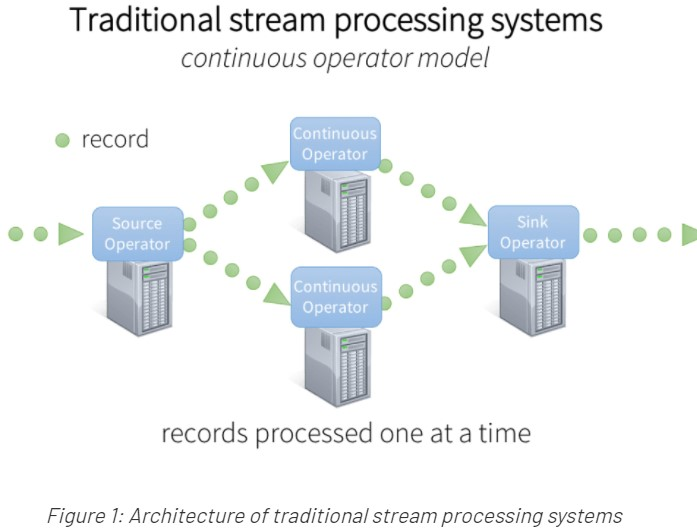 Traditional stream processing systems
continuous operator model
record
Continuous
Operator
Source
Operator
Sink
Operator
Continuous
Operator
records processed one at a time
Figure 1: Architecture of traditional stream processing systems